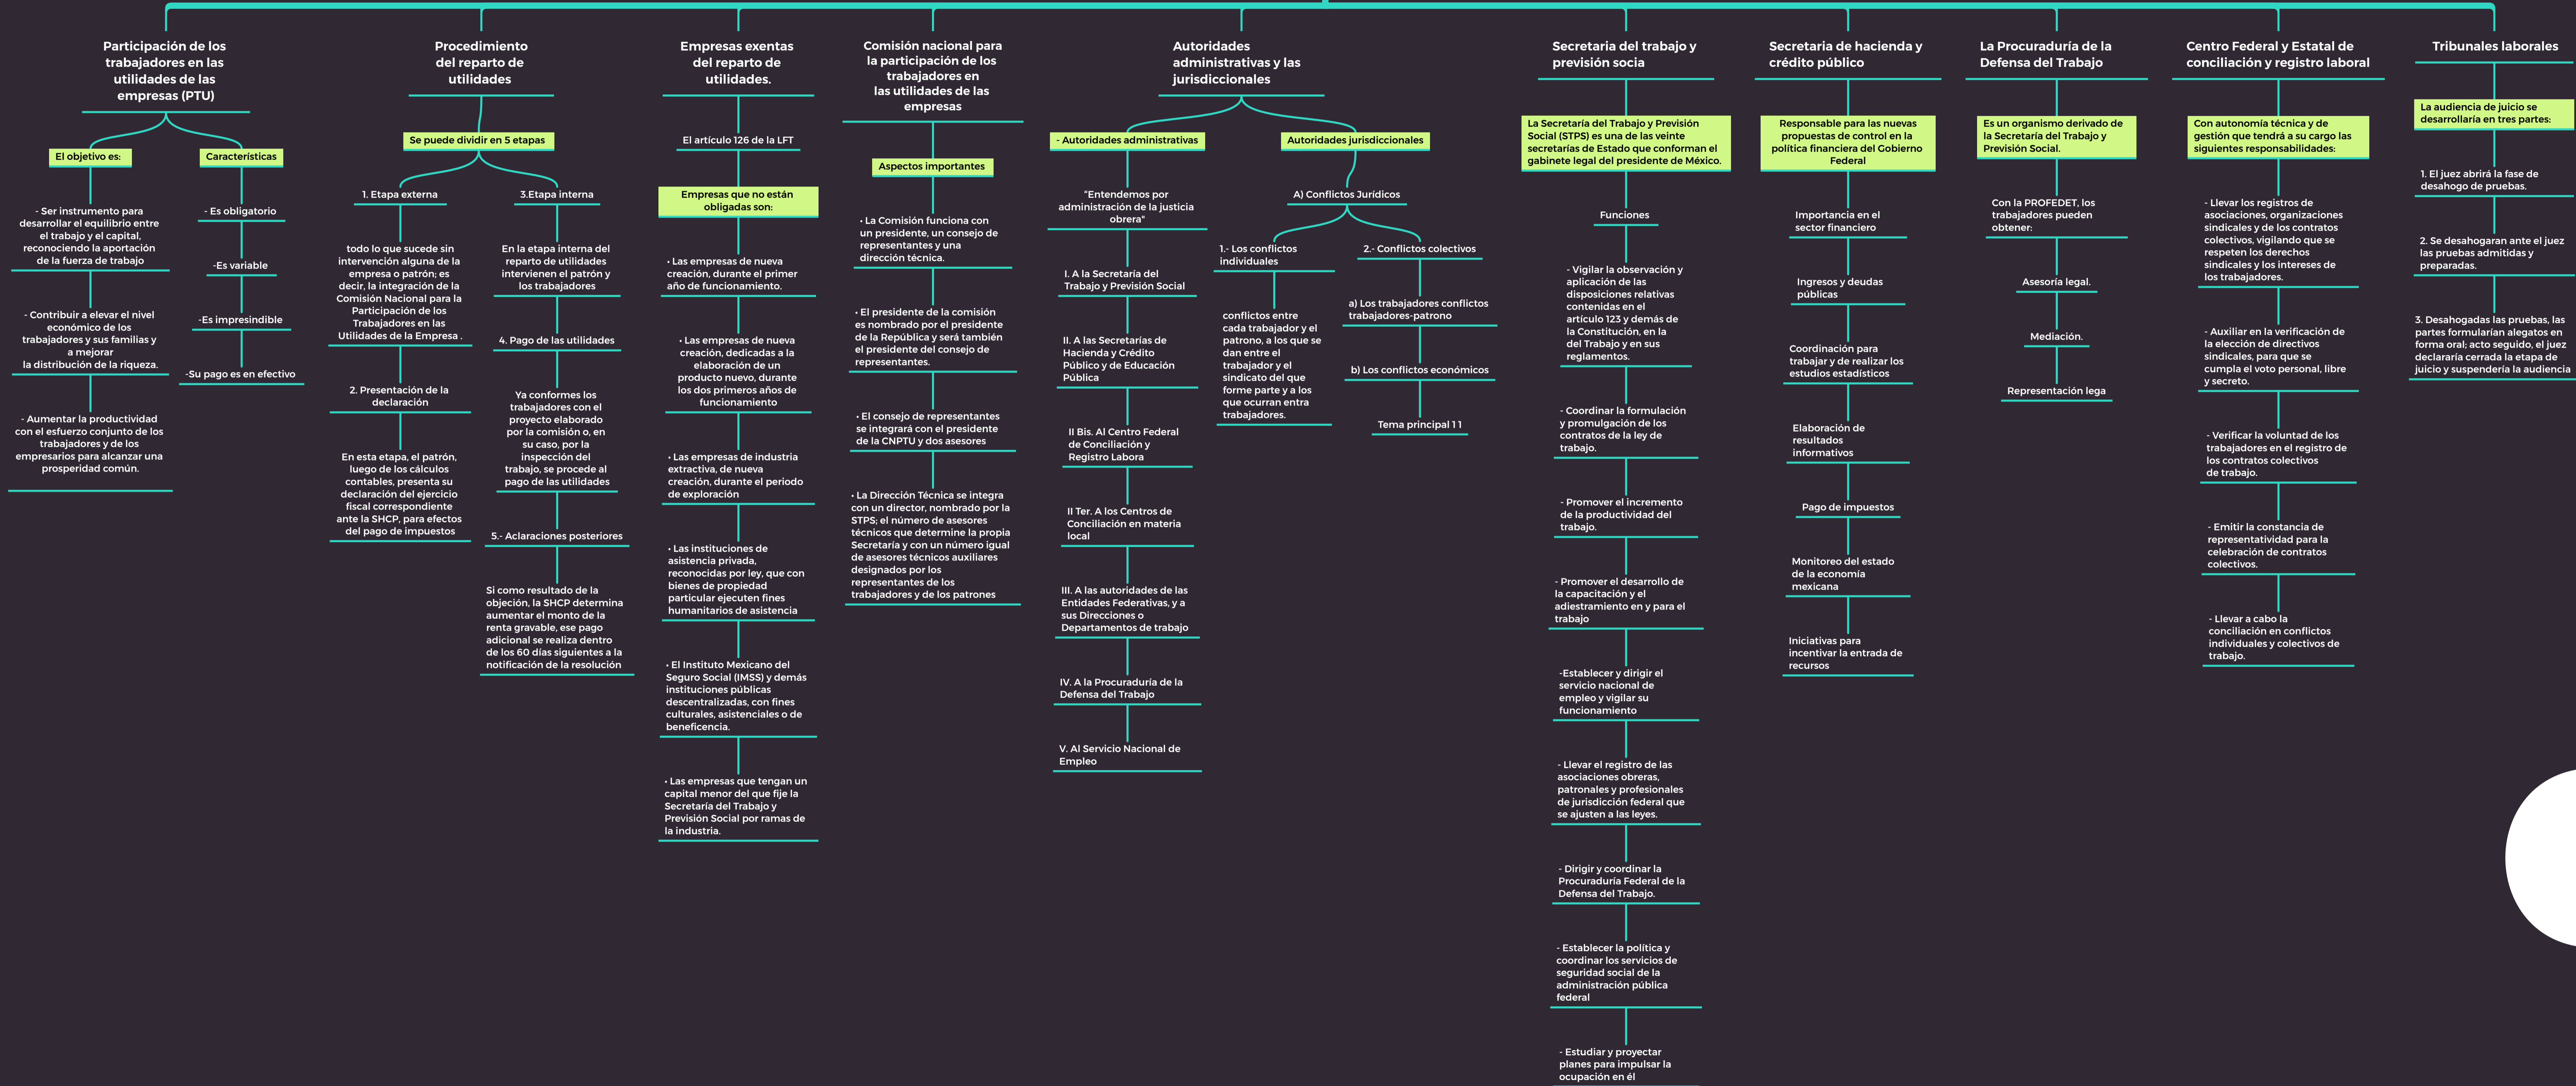 Participación de los
trabajadores en las
utilidades de las
empresas (PTU)
El objetivo es:
- Ser instrumento para
desarrollar el equilibrio entre
el trabajo y el capital,
reconociendo la aportación
de la fuerza de trabajo
- Contribuir a elevar el nivel
económico de los
trabajadores y sus familias y
a mejorar
la distribución de la riqueza.
- Aumentar la productividad
con el esfuerzo conjunto de los
trabajadores y de los
empresarios para alcanzar una
prosperidad común.
Características
- Es obligatorio
-Es variable
-Es impresindible
-Su pago es en efectivo
Procedimiento
del reparto de
utilidades
Se puede dividir en 5 etapas
1. Etapa externa
todo lo que sucede sin
intervención alguna de la
empresa o patrón; es
decir, la integración de la
Comisión Nacional para la
Participación de los
Trabajadores en las
Utilidades de la Empresa .
2. Presentación de la
declaración
En esta etapa, el patrón,
luego de los cálculos
contables, presenta su
declaración del ejercicio
fiscal correspondiente
ante la SHCP, para efectos
del pago de impuestos
3.Etapa interna
En la etapa interna del
reparto de utilidades
intervienen el patrón y
los trabajadores
4. Pago de las utilidades
Ya conformes los
trabajadores con el
proyecto elaborado
por la comisión o, en
su caso, por la
inspección del
trabajo, se procede al
pago de las utilidades
5.- Aclaraciones posteriores
Si como resultado de la
objeción, la SHCP determina
aumentar el monto de la
renta gravable, ese pago
adicional se realiza dentro
de los 60 días siguientes a la
notificación de la resolución
Empresas exentas
del reparto de
utilidades.
El artículo 126 de la LFT
Empresas que no están
obligadas son:
• Las empresas de nueva
creación, durante el primer
año de funcionamiento.
• Las empresas de nueva
creación, dedicadas a la
elaboración de un
producto nuevo, durante
los dos primeros años de
funcionamiento
• Las empresas de industria
extractiva, de nueva
creación, durante el periodo
de exploración
• Las instituciones de
asistencia privada,
reconocidas por ley, que con
bienes de propiedad
particular ejecuten fines
humanitarios de asistencia
• El Instituto Mexicano del
Seguro Social (IMSS) y demás
instituciones públicas
descentralizadas, con fines
culturales, asistenciales o de
beneficencia.
• Las empresas que tengan un
capital menor del que fije la
Secretaría del Trabajo y
Previsión Social por ramas de
la industria.
Comisión nacional para
la participación de los
trabajadores en
las utilidades de las
empresas
Aspectos importantes
• La Comisión funciona con
un presidente, un consejo de
representantes y una
dirección técnica.
• El presidente de la comisión
es nombrado por el presidente
de la República y será también
el presidente del consejo de
representantes.
• El consejo de representantes
se integrará con el presidente
de la CNPTU y dos asesores
• La Dirección Técnica se integra
con un director, nombrado por la
STPS; el número de asesores
técnicos que determine la propia
Secretaría y con un número igual
de asesores técnicos auxiliares
designados por los
representantes de los
trabajadores y de los patrones
Autoridades
administrativas y las
jurisdiccionales
- Autoridades administrativas
"Entendemos por
administración de la justicia
obrera"
I. A la Secretaría del
Trabajo y Previsión Social
II. A las Secretarías de
Hacienda y Crédito
Público y de Educación
Pública
II Bis. Al Centro Federal
de Conciliación y
Registro Labora
II Ter. A los Centros de
Conciliación en materia
local
III. A las autoridades de las
Entidades Federativas, y a
sus Direcciones o
Departamentos de trabajo
IV. A la Procuraduría de la
Defensa del Trabajo
V. Al Servicio Nacional de
Empleo
Autoridades jurisdiccionales
A) Conflictos Jurídicos
1.- Los conflictos
individuales
conflictos entre
cada trabajador y el
patrono, a los que se
dan entre el
trabajador y el
sindicato del que
forme parte y a los
que ocurran entra
trabajadores.
2.- Conflictos colectivos
a) Los trabajadores conflictos
trabajadores-patrono
b) Los conflictos económicos
Tema principal 1 1
Secretaria del trabajo y
previsión socia
La Secretaría del Trabajo y Previsión
Social (STPS) es una de las veinte
secretarías de Estado que conforman el
gabinete legal del presidente de México.
Funciones
- Vigilar la observación y
aplicación de las
disposiciones relativas
contenidas en el
artículo 123 y demás de
la Constitución, en la
del Trabajo y en sus
reglamentos.
- Coordinar la formulación
y promulgación de los
contratos de la ley de
trabajo.
- Promover el incremento
de la productividad del
trabajo.
- Promover el desarrollo de
la capacitación y el
adiestramiento en y para el
trabajo
-Establecer y dirigir el
servicio nacional de
empleo y vigilar su
funcionamiento
- Llevar el registro de las
asociaciones obreras,
patronales y profesionales
de jurisdicción federal que
se ajusten a las leyes.
- Dirigir y coordinar la
Procuraduría Federal de la
Defensa del Trabajo.
- Establecer la política y
coordinar los servicios de
seguridad social de la
administración pública
federal
- Estudiar y proyectar
planes para impulsar la
ocupación en él
Secretaria de hacienda y
crédito público
Responsable para las nuevas
propuestas de control en la
política financiera del Gobierno
Federal
Importancia en el
sector financiero
Ingresos y deudas
públicas
Coordinación para
trabajar y de realizar los
estudios estadísticos
Elaboración de
resultados
informativos
Pago de impuestos
Monitoreo del estado
de la economía
mexicana
Iniciativas para
incentivar la entrada de
recursos
La Procuraduría de la
Defensa del Trabajo
Es un organismo derivado de
la Secretaría del Trabajo y
Previsión Social.
Con la PROFEDET, los
trabajadores pueden
obtener:
Asesoría legal.
Mediación.
Representación lega
Centro Federal y Estatal de
conciliación y registro laboral
Con autonomía técnica y de
gestión que tendrá a su cargo las
siguientes responsabilidades:
- Llevar los registros de
asociaciones, organizaciones
sindicales y de los contratos
colectivos, vigilando que se
respeten los derechos
sindicales y los intereses de
los trabajadores.
- Auxiliar en la verificación de
la elección de directivos
sindicales, para que se
cumpla el voto personal, libre
y secreto.
- Verificar la voluntad de los
trabajadores en el registro de
los contratos colectivos
de trabajo.
- Emitir la constancia de
representatividad para la
celebración de contratos
colectivos.
- Llevar a cabo la
conciliación en conflictos
individuales y colectivos de
trabajo.
Tribunales laborales
La audiencia de juicio se
desarrollaría en tres partes:
1. El juez abrirá la fase de
desahogo de pruebas.
2. Se desahogaran ante el juez
las pruebas admitidas y
preparadas.
3. Desahogadas las pruebas, las
partes formularían alegatos en
forma oral; acto seguido, el juez
declararía cerrada la etapa de
juicio y suspendería la audiencia